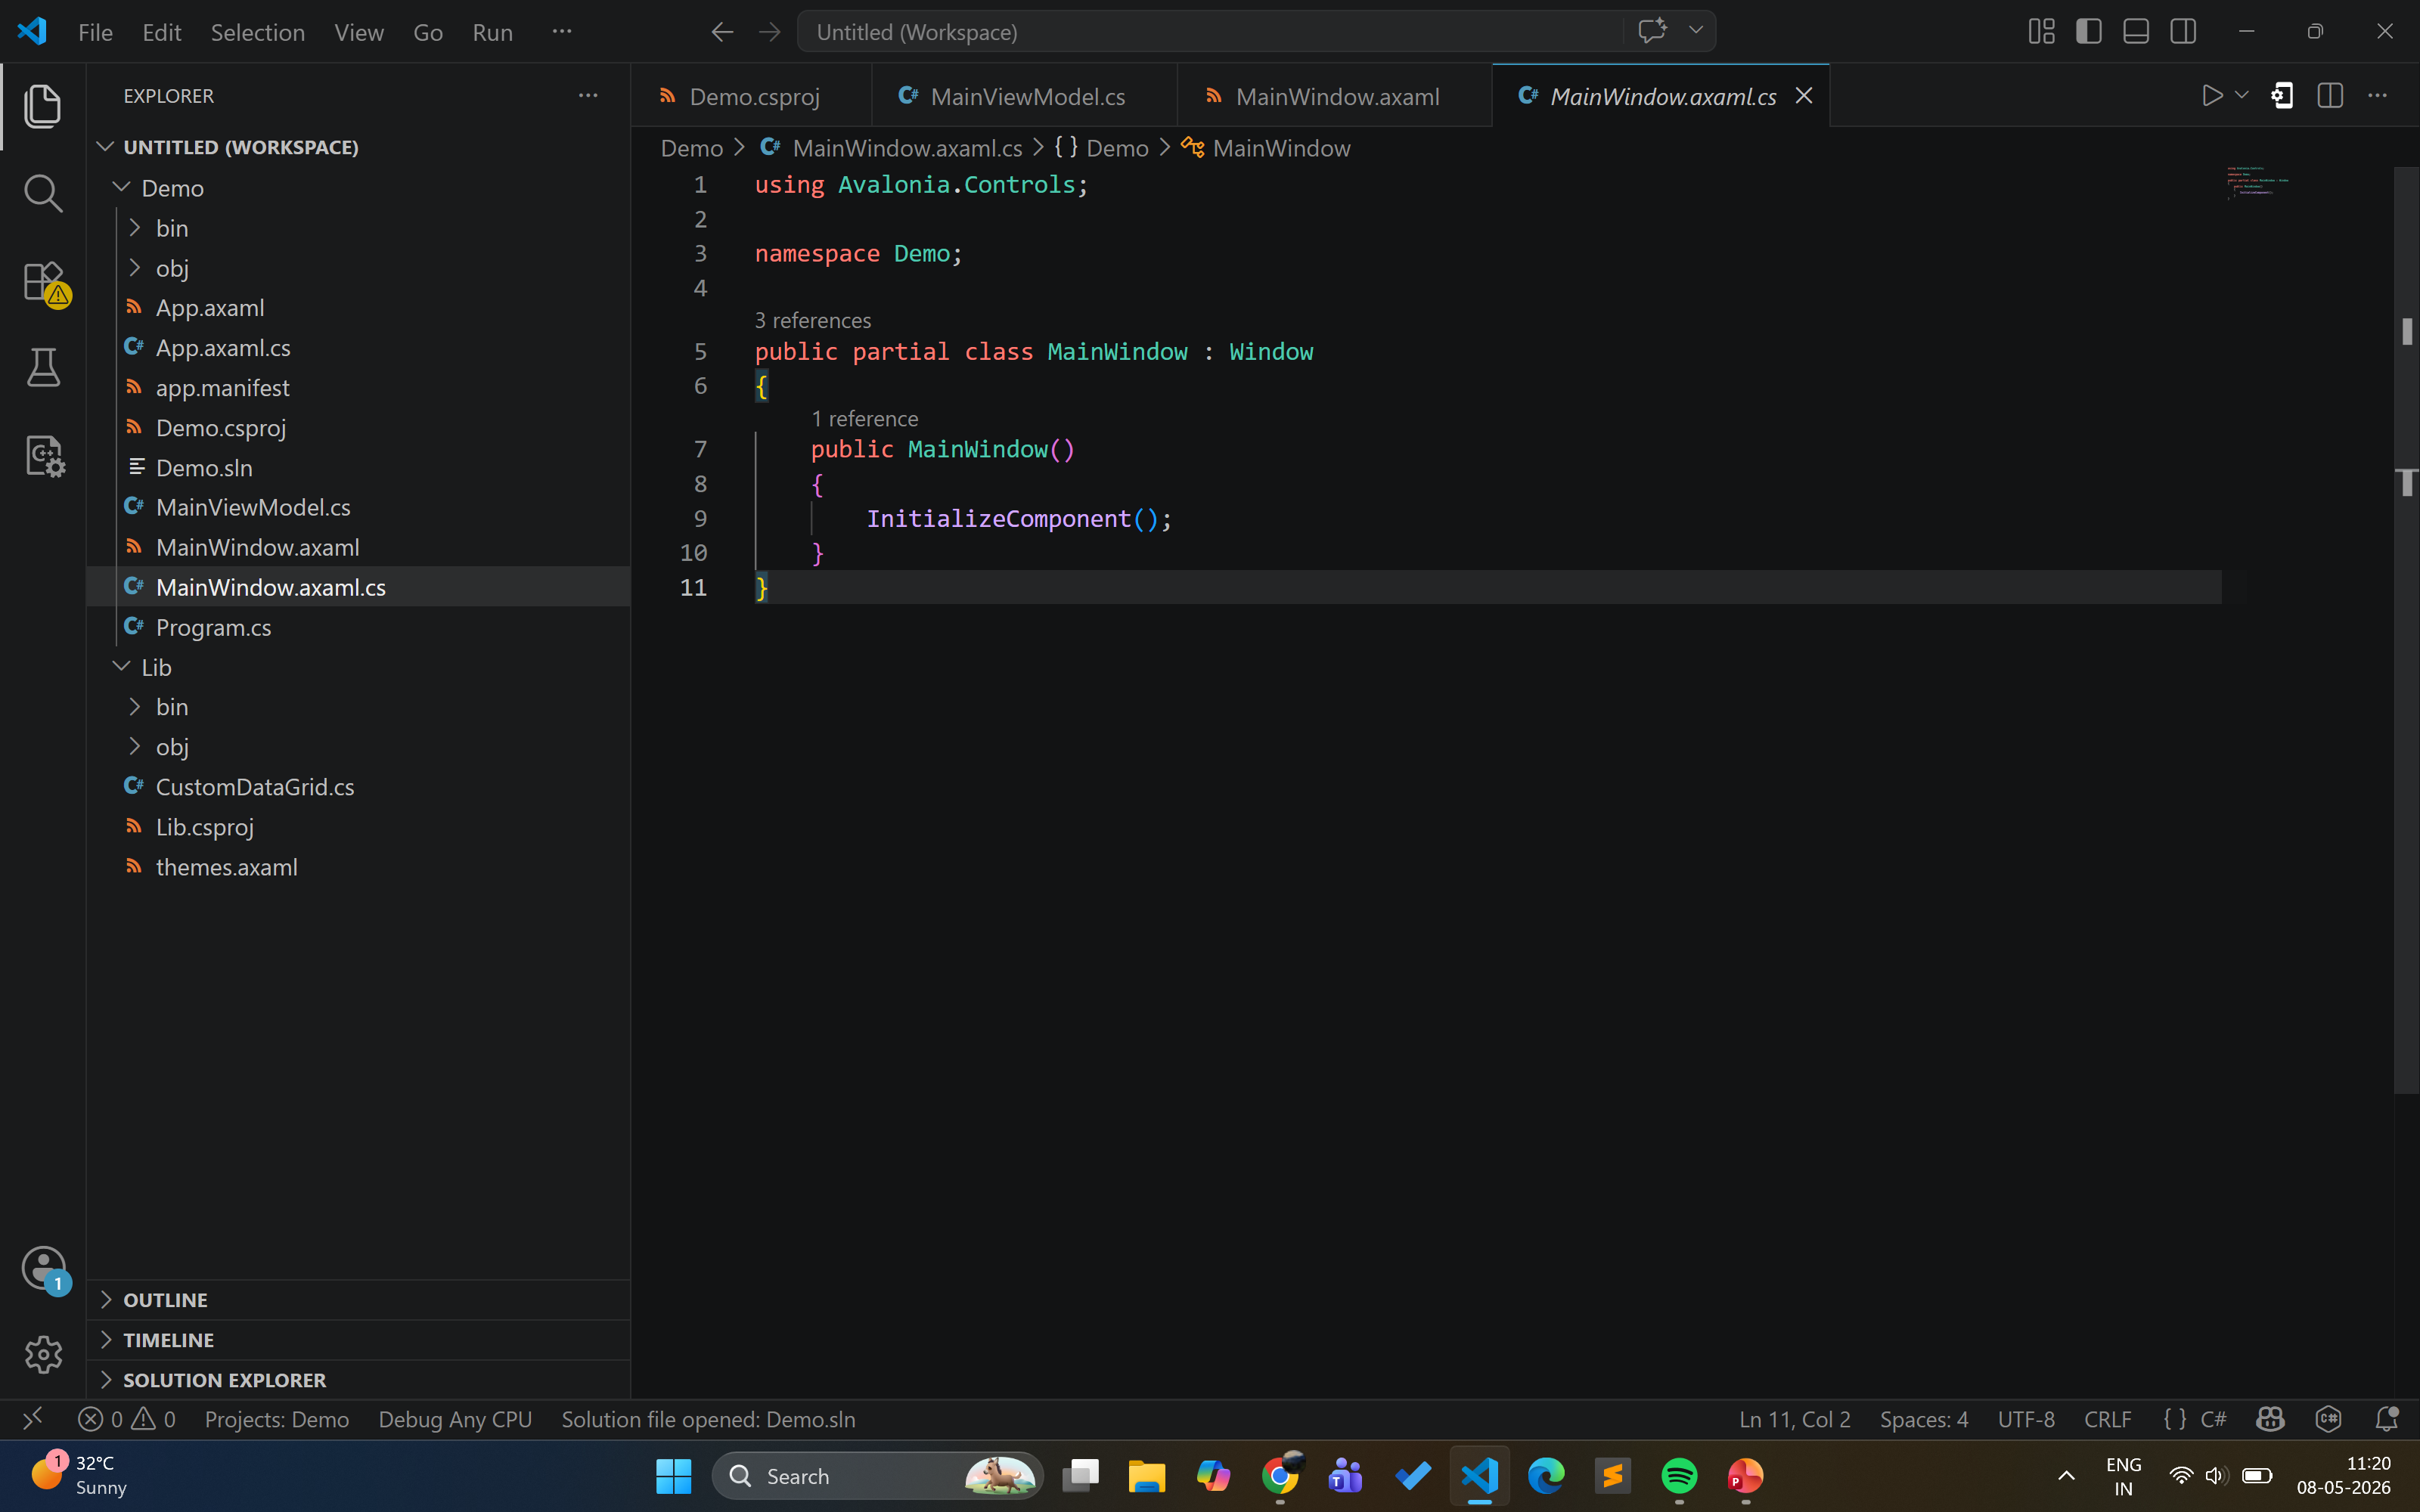 File Edit Selection View Go Run ···
Untitled (Workspace)
EXPLORER
UNTITLED (WORKSPACE)
Demo
bin
obj
App.axaml
App.axaml.cs
app.manifest
Demo.csproj
Demo.sln
MainViewModel.cs
MainWindow.axaml
MainWindow.axaml.cs
Program.cs
Lib
bin
obj
CustomDataGrid.cs
Lib.csproj
themes.axaml
OUTLINE
TIMELINE
SOLUTION EXPLORER
Demo.csproj MainViewModel.cs MainWindow.axaml MainWindow.axaml.cs
Demo > MainWindow.axaml.cs > { } Demo > MainWindow
1 using Avalonia.Controls;
2
3 namespace Demo;
4
3 references
5 public partial class MainWindow : Window
6 {
1 reference
7 public MainWindow()
8 {
9 InitializeComponent();
10 }
11 }
1
0 0 Projects: Demo Debug Any CPU Solution file opened: Demo.sln
Ln 11, Col 2 Spaces: 4 UTF-8 CRLF { } C#
1 32°C
Sunny
Search
ENG
IN
11:20
08-05-2026